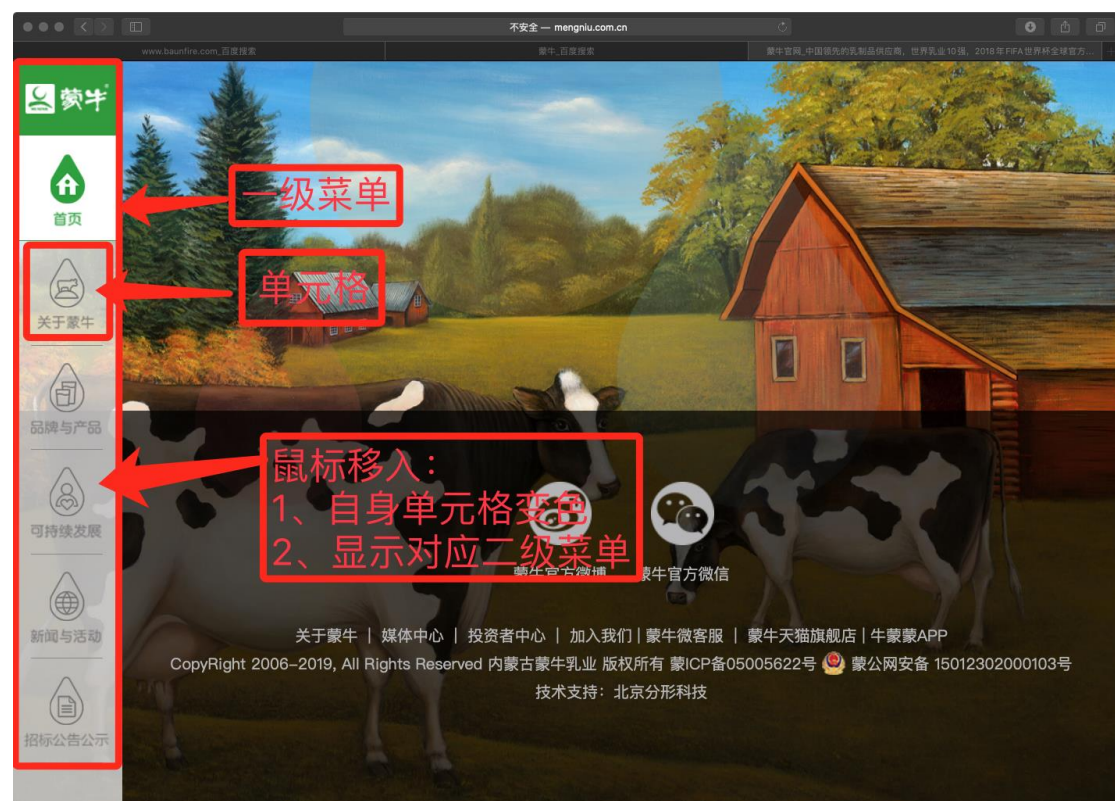 不安全 — mengniu.com.cn
www.baunfire.com_百度搜索
蒙牛_百度搜索
蒙牛官网_中国领先的乳制品供应商，世界乳业10强，2018年FIFA世界杯全球官方...
蒙牛
首页
一级菜单
单元格
关于蒙牛
品牌与产品
鼠标移入：
1、自身单元格变色
2、显示对应二级菜单
可持续发展
蒙牛官方微博
蒙牛官方微信
新闻与活动
招标公告公示
关于蒙牛 | 媒体中心 | 投资者中心 | 加入我们 | 蒙牛微客服 | 蒙牛天猫旗舰店 | 牛蒙蒙APP
CopyRight 2006-2019, All Rights Reserved 内蒙古蒙牛乳业 版权所有 蒙ICP备05005622号 蒙公网安备 15012302000103号
技术支持：北京分形科技